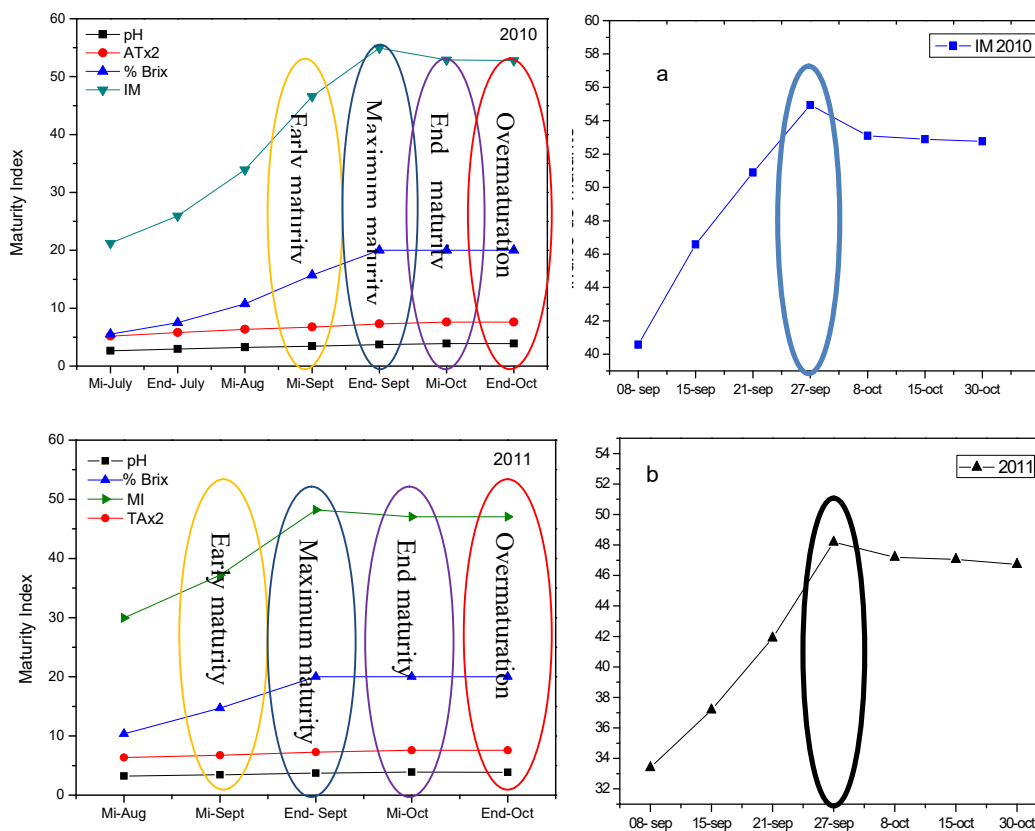 60
50
40
30
20
10
0
Maturity Index
pH
ATx2
% Brix
IM
2010
Early maturity
Maximum maturity
End maturity
Overmaturation
Mi-July
End- July
Mi-Aug
Mi-Sept
End- Sept
Mi-Oct
End-Oct
60
58
56
54
52
50
48
46
44
42
40
a
IM 2010
08- sep
15-sep
21-sep
27-sep
8-oct
15-oct
30-oct
60
50
40
30
20
10
0
Maturity Index
pH
% Brix
MI
TAx2
2011
Early maturity
Maximum maturity
End maturity
Overmaturation
Mi-Aug
Mi-Sept
End- Sept
Mi-Oct
End-Oct
54
52
50
48
46
44
42
40
38
36
34
32
b
2011
08- sep
15-sep
21-sep
27-sep
8-oct
15-oct
30-oct